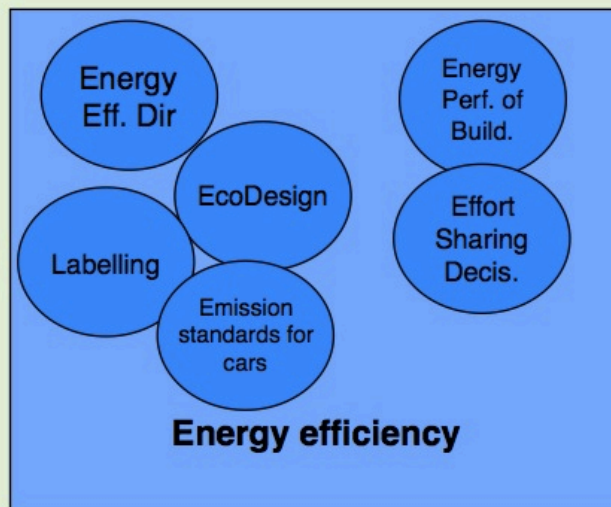 Energy
Eff. Dir
EcoDesign
Labelling
Emission
standards for
cars
Energy
Perf. of
Build.
Effort
Sharing
Decis.
Energy efficiency